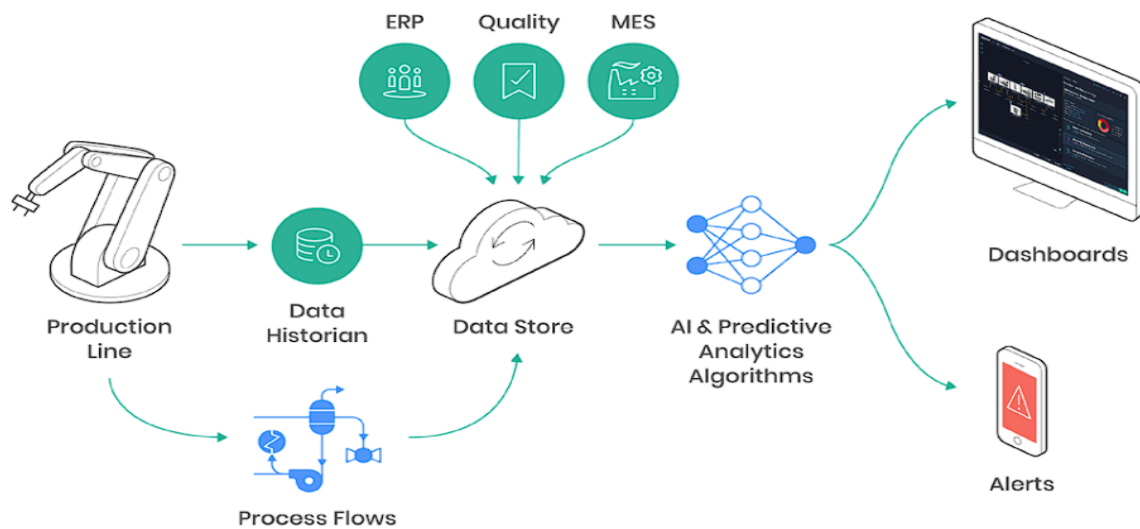 ERP
Quality
MES
Production
Line
Data
Historian
Data Store
AI & Predictive
Analytics
Algorithms
Dashboards
Process Flows
Alerts